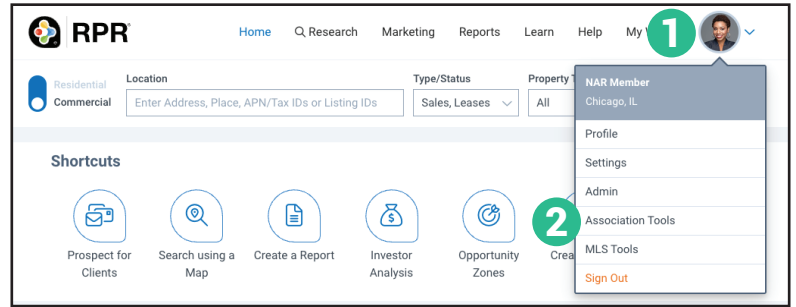 RPR
Home
Research
Marketing
Reports
Learn
Help
My
1
Residential
Commercial
Location
Enter Address, Place, APN/Tax IDs or Listing IDs
Type/Status
Sales, Leases
Property
All
NAR Member
Chicago, IL
Profile
Settings
Admin
Association Tools
MLS Tools
Sign Out
2
Shortcuts
Prospect for
Clients
Search using a
Map
Create a Report
Investor
Analysis
Opportunity
Zones